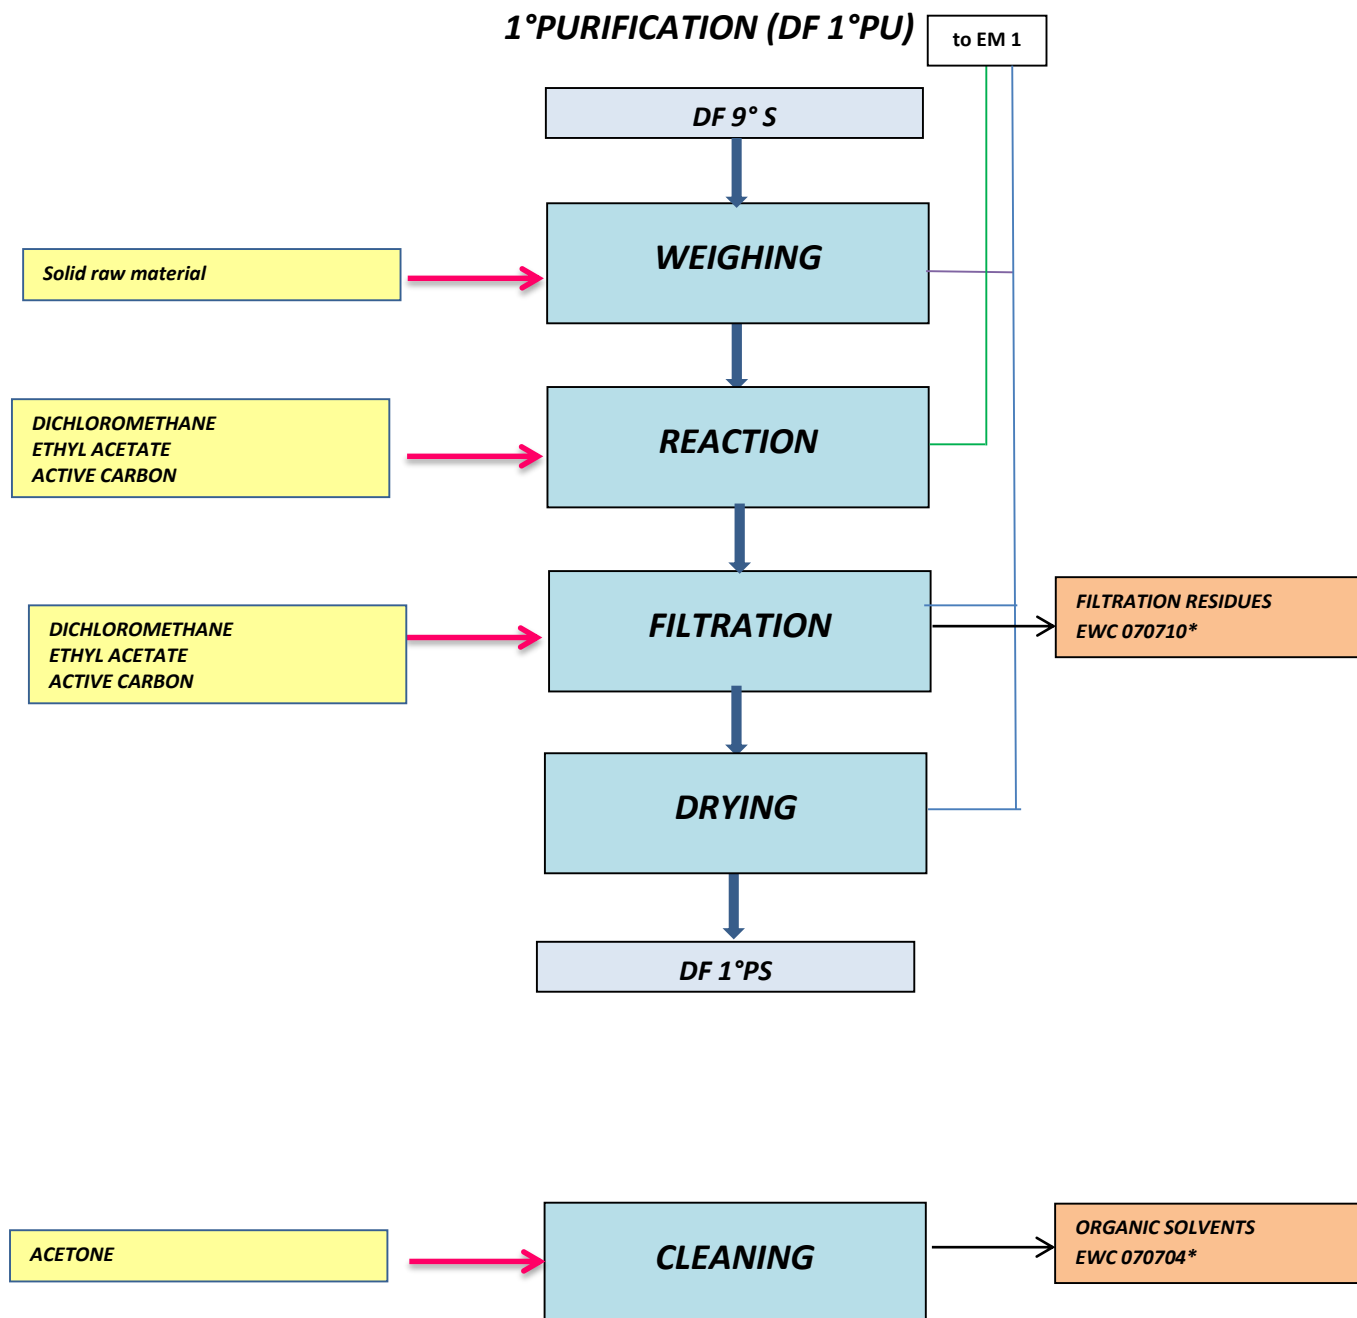 1°PURIFICATION (DF 1°PU)
to EM 1
DF 9° S
WEIGHING
Solid raw material
REACTION
DICHLOROMETHANE
ETHYL ACETATE
ACTIVE CARBON
FILTRATION
DICHLOROMETHANE
ETHYL ACETATE
ACTIVE CARBON
FILTRATION RESIDUES
EWC 070710*
DRYING
DF 1°PS
ACETONE
CLEANING
ORGANIC SOLVENTS
EWC 070704*